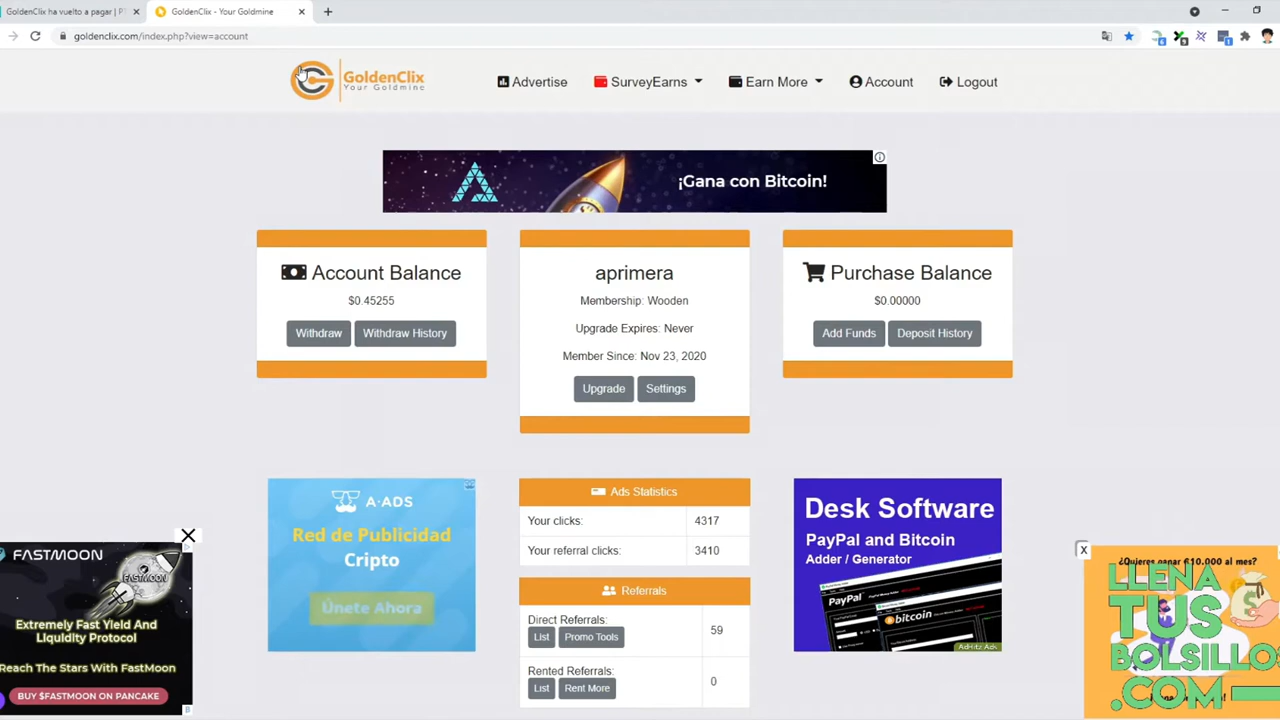 GoldenClix ha vuelto a pagar | P
GoldenClix - Your Goldmine
goldenclix.com/index.php?view=account
GoldenClix
Your Goldmine
Advertise
SurveyEarns
Earn More
Account
Logout
¡Gana con Bitcoin!
Account Balance
$0.45255
Withdraw
Withdraw History
aprimera
Membership: Wooden
Upgrade Expires: Never
Member Since: Nov 23, 2020
Upgrade
Settings
Purchase Balance
$0.00000
Add Funds
Deposit History
A-ADS
Red de Publicidad
Cripto
Únete Ahora
Ads Statistics
Your clicks:
4317
Your referral clicks:
3410
Referrals
Direct Referrals:
List
Promo Tools
59
Rented Referrals:
List
Rent More
0
Desk Software
PayPal and Bitcoin
Adder / Generator
PayPal
bitcoin
AdHitz Ads
FASTMOON
FASTMOON
Extremely Fast Yield And
Liquidity Protocol
Reach The Stars With FastMoon
BUY $FASTMOON ON PANCAKE
X
¿Quieres ganar €10.000 al mes?
LLENA
TUS
BOLSILLOS
.COM